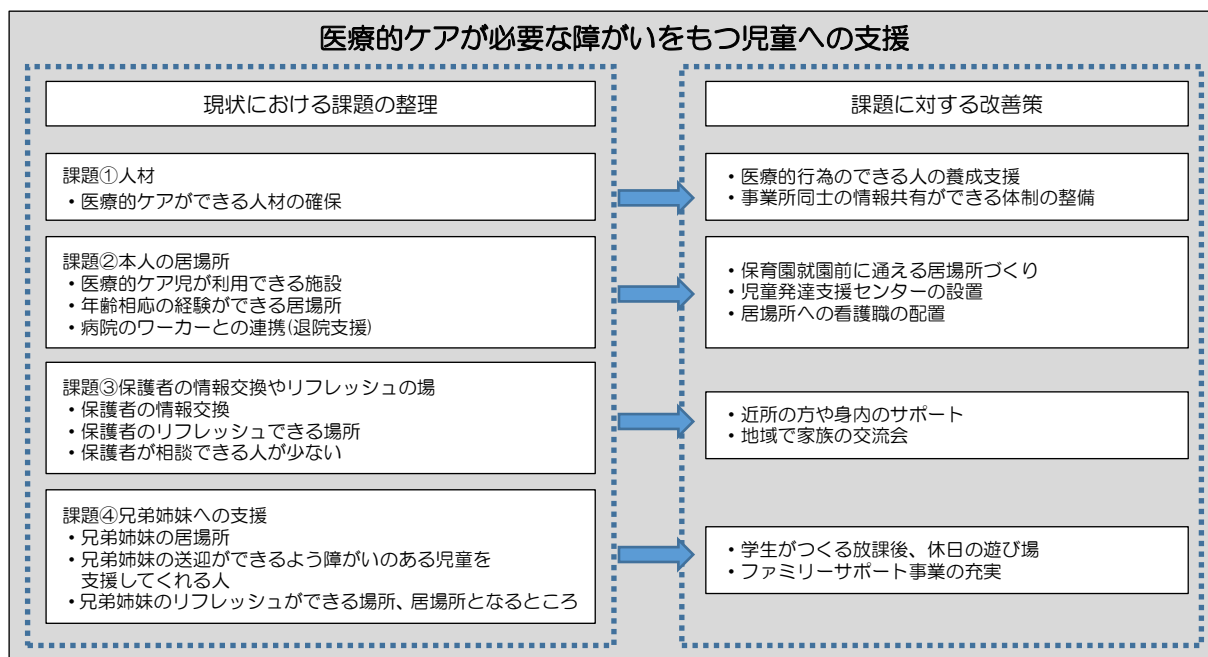 医療的ケアが必要な障がいをもつ児童への支援
現状における課題の整理
課題①人材
・医療的ケアができる人材の確保
課題②本人の居場所
・医療的ケア児が利用できる施設
・年齢相応の経験ができる居場所
・病院のワーカーとの連携(退院支援)
課題③保護者の情報交換やリフレッシュの場
・保護者の情報交換
・保護者のリフレッシュできる場所
・保護者が相談できる人が少ない
課題④兄弟姉妹への支援
・兄弟姉妹の居場所
・兄弟姉妹の送迎ができるよう障がいのある児童を
支援してくれる人
・兄弟姉妹のリフレッシュができる場所、居場所となるところ
課題に対する改善策
・医療的行為のできる人の養成支援
・事業所同士の情報共有ができる体制の整備
・保育園就園前に通える居場所づくり
・児童発達支援センターの設置
・居場所への看護職の配置
・近所の方や身内のサポート
・地域で家族の交流会
・学生がつくる放課後、休日の遊び場
・ファミリーサポート事業の充実